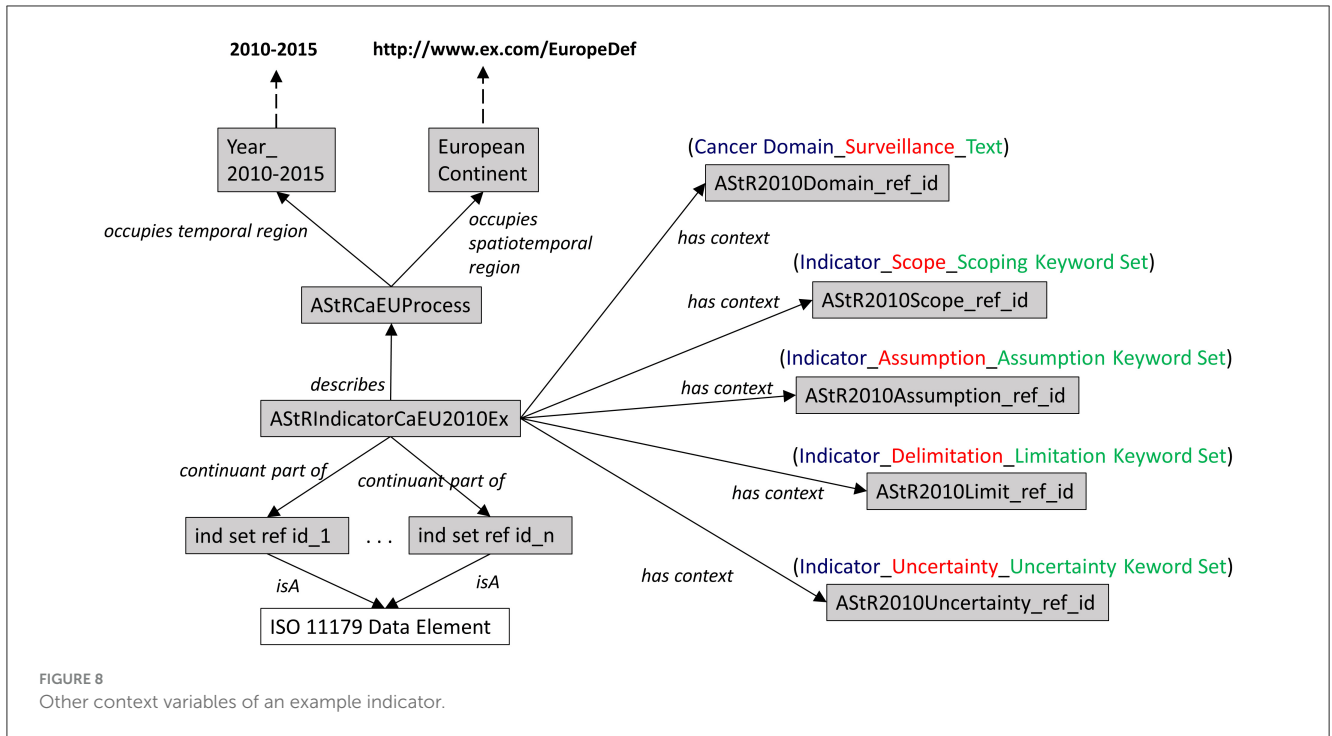 2010-2015
http://www.ex.com/EuropeDef
Year_
2010-2015
European
Continent
occupies temporal region
occupies
spatiotemporal
region
AStRCaEUProcess
describes
AStRIndicatorCaEU2010Ex
continuant part of
continuant part of
ind set ref id_1
. . .
ind set ref id_n
isA
isA
ISO 11179 Data Element
(Cancer Domain_Surveillance_Text)
AStR2010Domain_ref_id
has context
(Indicator_Scope_Scoping Keyword Set)
AStR2010Scope_ref_id
has context
(Indicator_Assumption_Assumption Keyword Set)
AStR2010Assumption_ref_id
has context
(Indicator_Delimitation_Limitation Keyword Set)
AStR2010Limit_ref_id
has context
(Indicator_Uncertainty_Uncertainty Keword Set)
AStR2010Uncertainty_ref_id
has context
FIGURE 8
Other context variables of an example indicator.